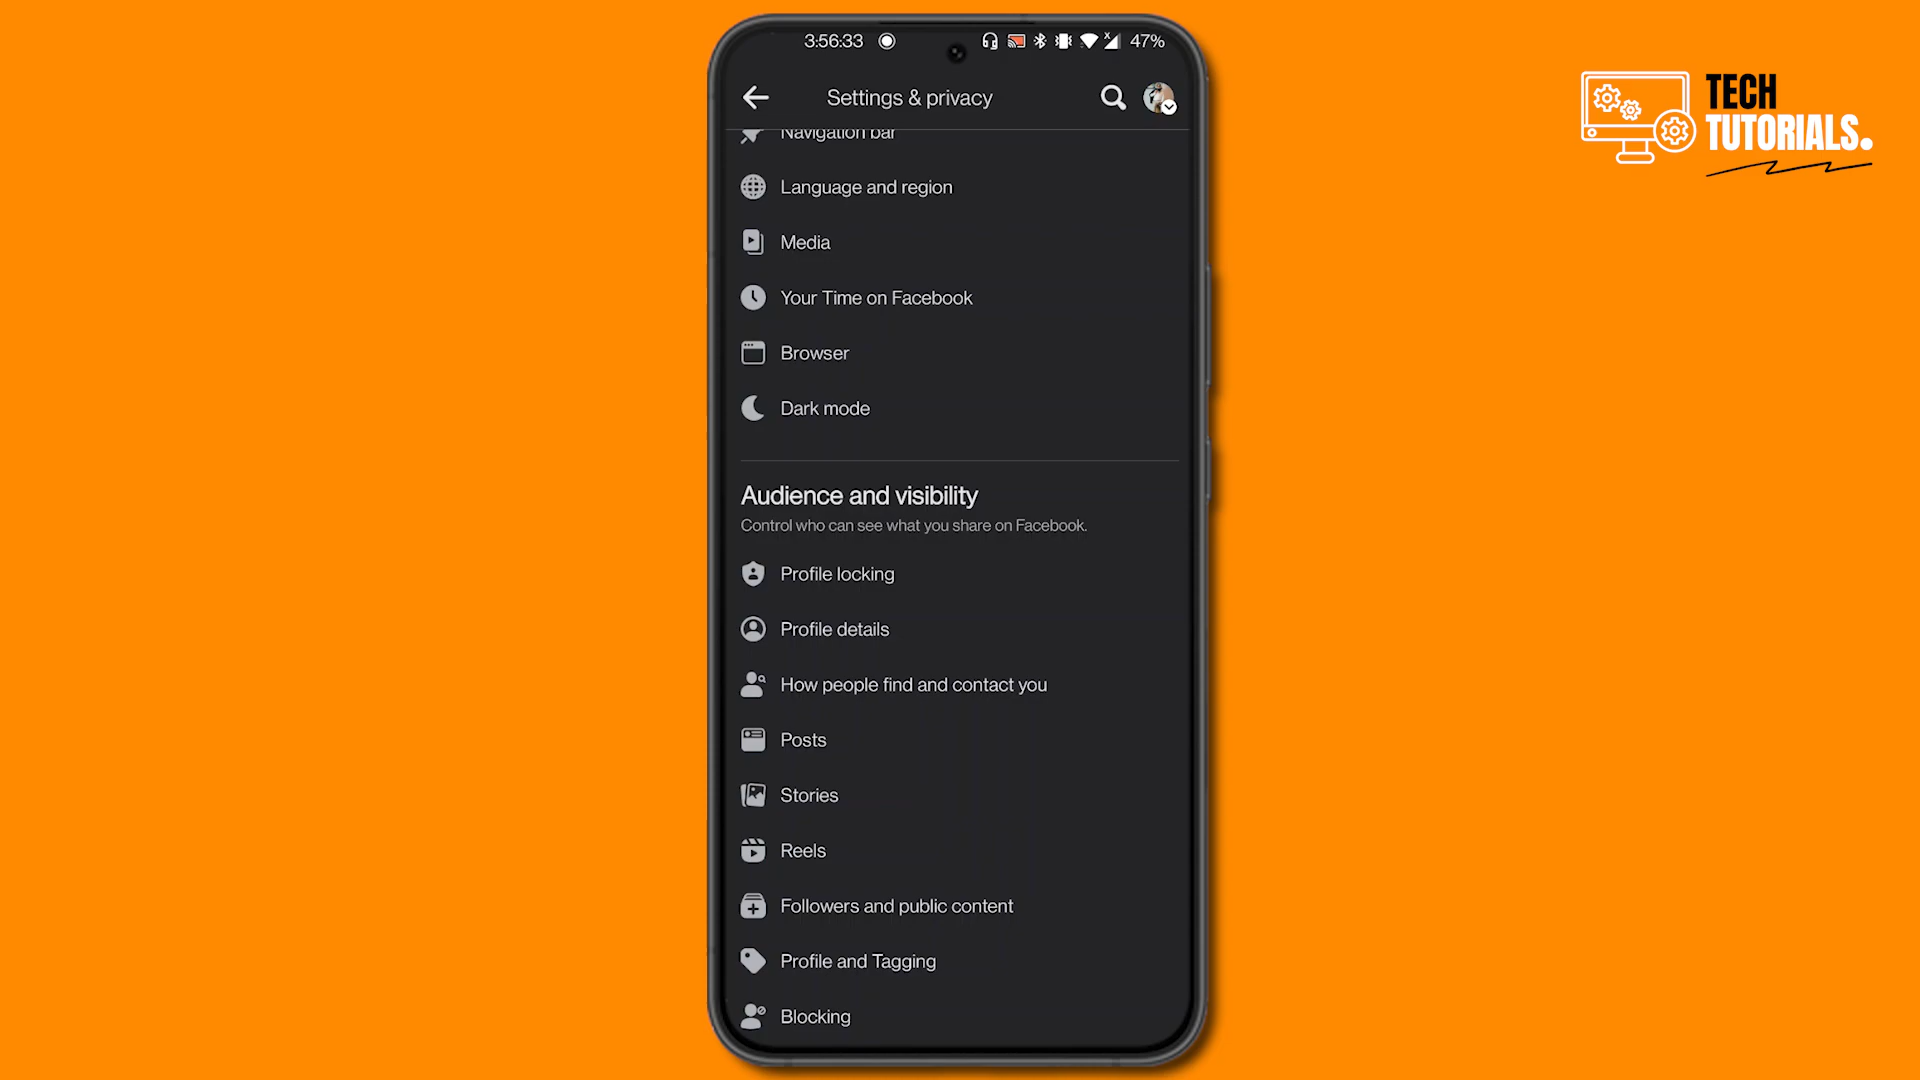 3:56:33
47%
Settings & privacy
Navigation bar
Language and region
Media
Your Time on Facebook
Browser
Dark mode
Audience and visibility
Control who can see what you share on Facebook.
Profile locking
Profile details
How people find and contact you
Posts
Stories
Reels
Followers and public content
Profile and Tagging
Blocking
TECH
TUTORIALS.